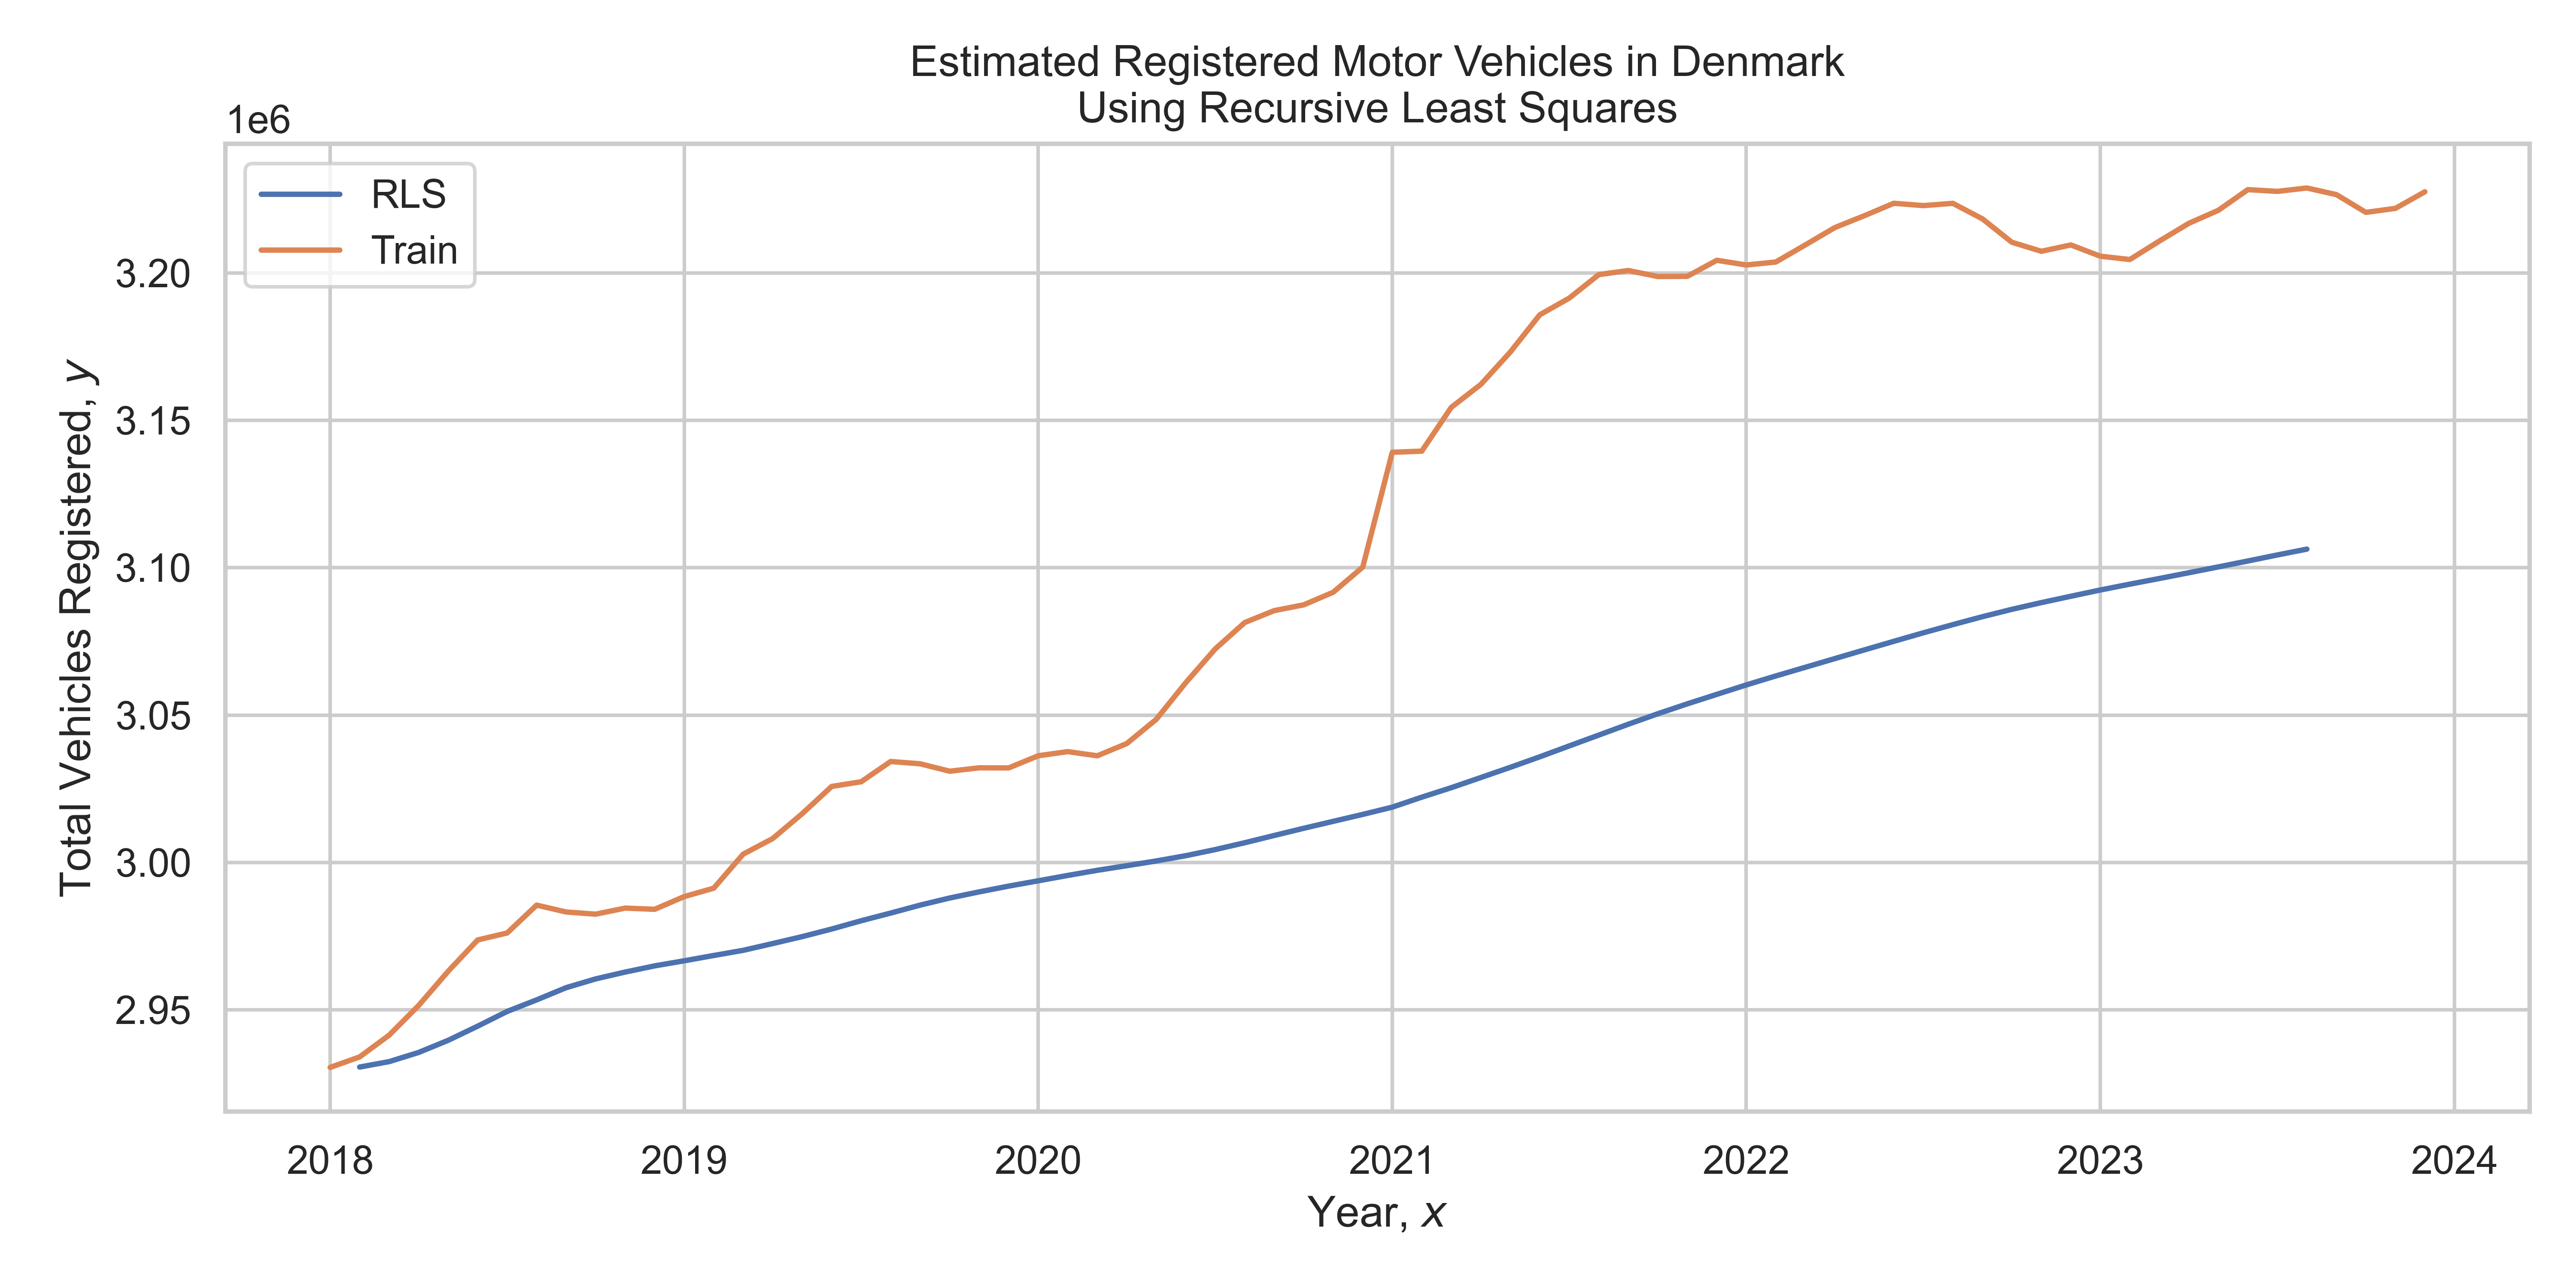 Estimated Registered Motor Vehicles in Denmark
Using Recursive Least Squares
1e6
RLS
Train
3.20
3.15
3.10
3.05
3.00
2.95
Total Vehicles Registered, y
2018 2019 2020 2021 2022 2023 2024
Year, x